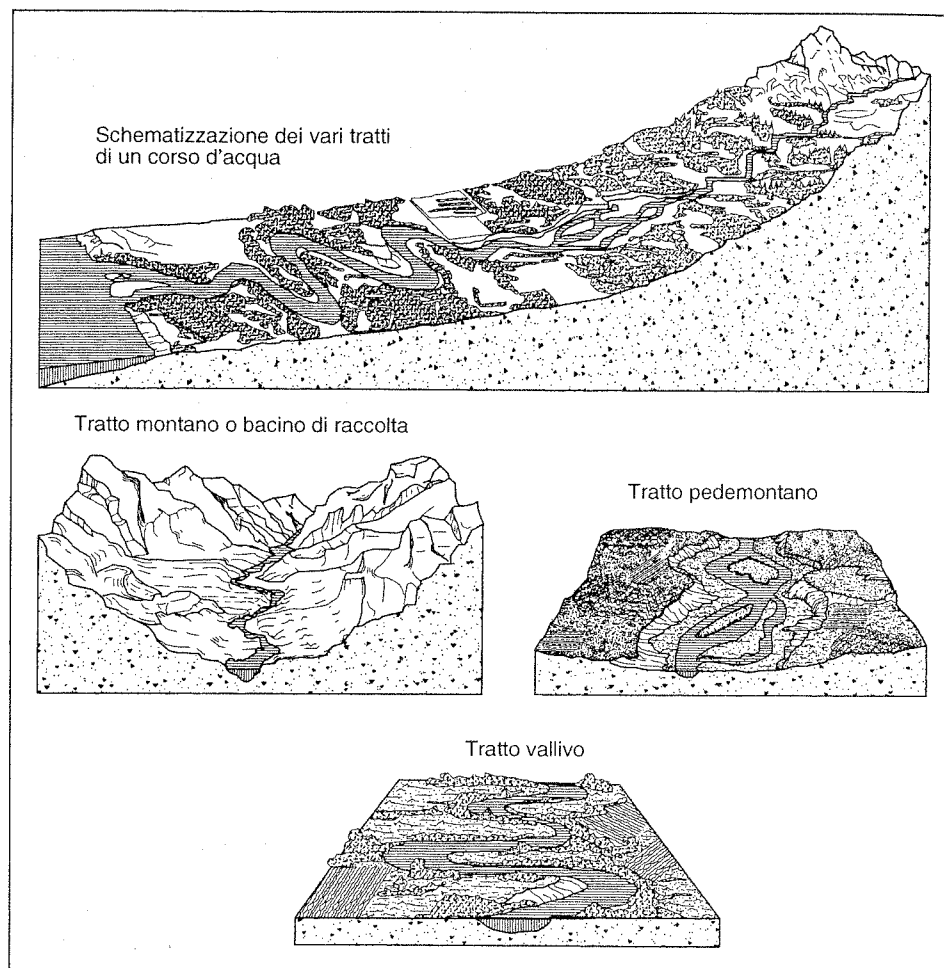 Schematizzazione dei vari tratti
di un corso d'acqua
Tratto montano o bacino di raccolta
Tratto pedemontano
Tratto vallivo